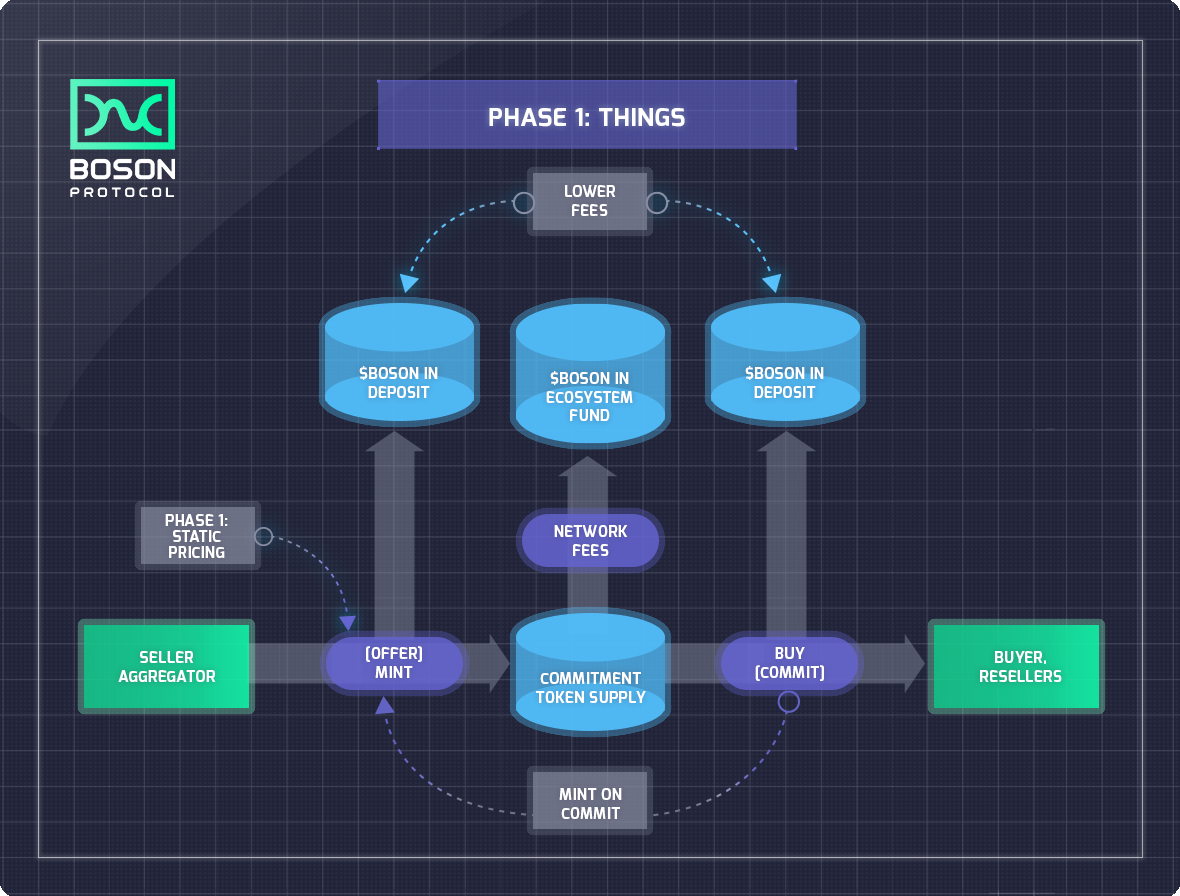 BOSON
PROTOCOL
PHASE 1: THINGS
LOWER
FEES
$BOSON IN
DEPOSIT
$BOSON IN
ECOSYSTEM
FUND
$BOSON IN
DEPOSIT
PHASE 1:
STATIC
PRICING
NETWORK
FEES
SELLER
AGGREGATOR
(OFFER)
MINT
COMMITMENT
TOKEN SUPPLY
BUY
(COMMIT)
BUYER,
RESELLERS
MINT ON
COMMIT